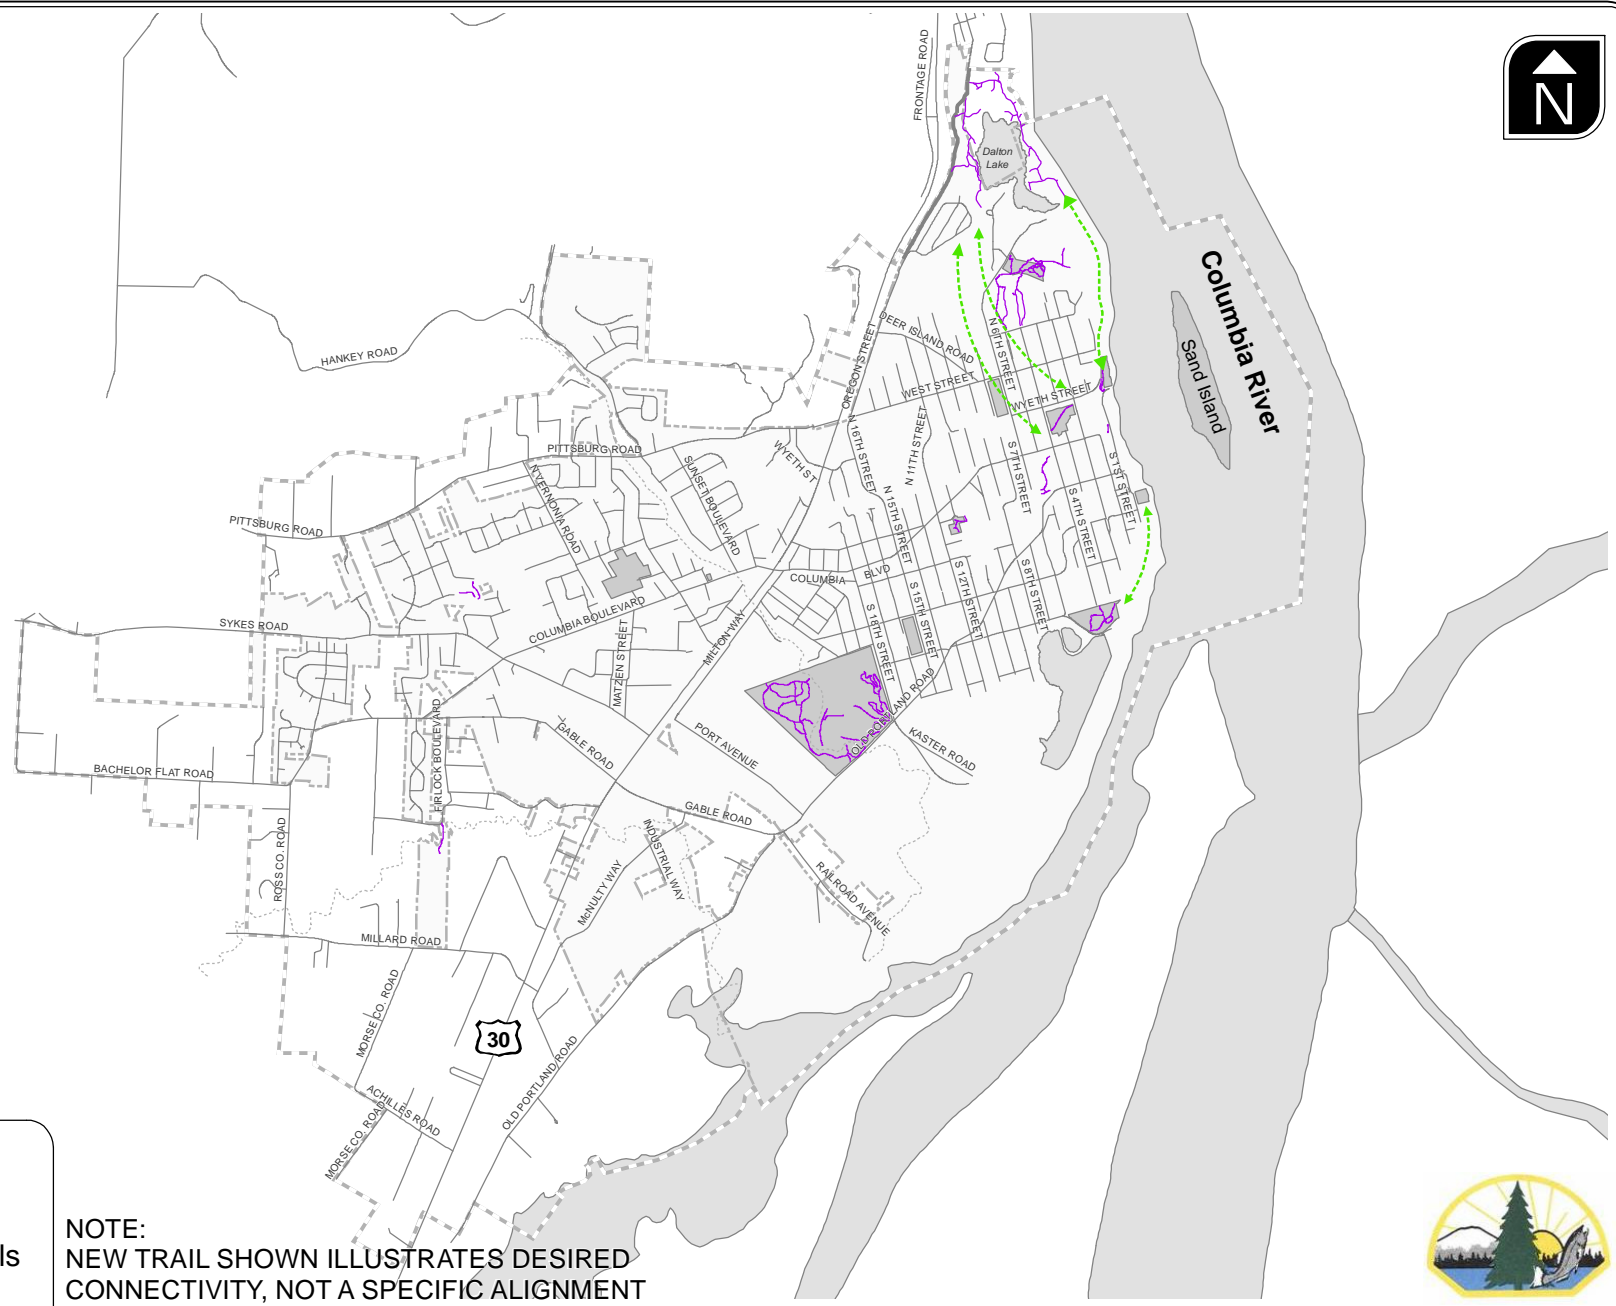 N
FRONTAGE ROAD
Dalton
Lake
Columbia River
Sand Island
HANKEY ROAD
DEER ISLAND ROAD
N 6TH STREET
OREGON STREET
WEST STREET
WYETH STREET
N 16TH STREET
N 11TH STREET
PITTSBURG ROAD
WYETH ST
SUNSET BOULEVARD
N VERNONIA ROAD
S 7TH STREET
S 1ST STREET
S 4TH STREET
N 15TH STREET
PITTSBURG ROAD
COLUMBIA BLVD
S 12TH STREET
S 8TH STREET
S 15TH STREET
S 18TH STREET
SYKES ROAD
COLUMBIA BOULEVARD
MATZEN STREET
MILTON WAY
OLD PORTLAND ROAD
KASTER ROAD
PORT AVENUE
GABLE ROAD
FIRLOCK BOULEVARD
BACHELOR FLAT ROAD
GABLE ROAD
INDUSTRIAL WAY
ROSS CO. ROAD
McNULTY WAY
RAILROAD AVENUE
MILLARD ROAD
MORSE CO. ROAD
30
OLD PORTLAND ROAD
ACHILLES ROAD
MORSE CO. ROAD
ls
NOTE:
NEW TRAIL SHOWN ILLUSTRATES DESIRED
CONNECTIVITY, NOT A SPECIFIC ALIGNMENT